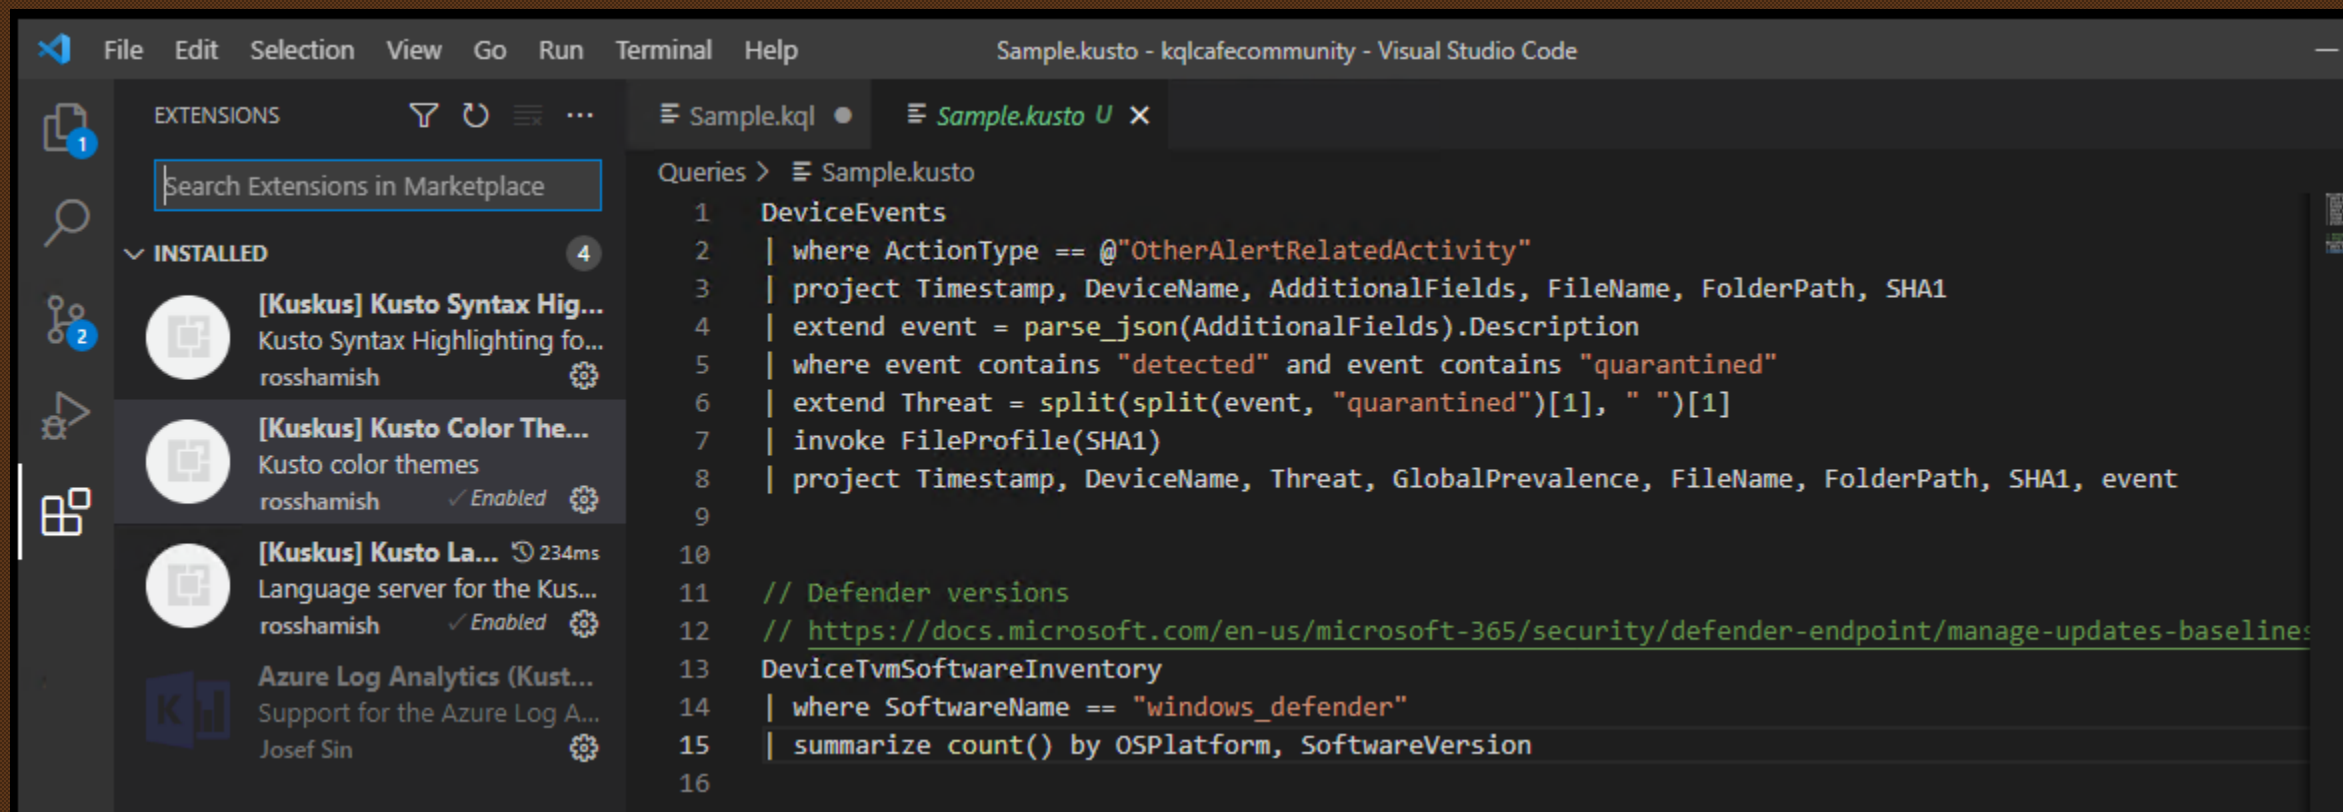 File Edit Selection View Go Run Terminal Help
Sample.kusto - kqlcafecommunity - Visual Studio Code
EXTENSIONS
1
2
Search Extensions in Marketplace
INSTALLED 4
[Kuskus] Kusto Syntax Hig...
Kusto Syntax Highlighting fo...
rosshamish
[Kuskus] Kusto Color The...
Kusto color themes
rosshamish ✓ Enabled
[Kuskus] Kusto La... 234ms
Language server for the Kus...
rosshamish ✓ Enabled
Azure Log Analytics (Kust...
Support for the Azure Log A...
Josef Sin
Sample.kql ● Sample.kusto U ×
Queries > Sample.kusto
1 DeviceEvents
2 | where ActionType == @"OtherAlertRelatedActivity"
3 | project Timestamp, DeviceName, AdditionalFields, FileName, FolderPath, SHA1
4 | extend event = parse_json(AdditionalFields).Description
5 | where event contains "detected" and event contains "quarantined"
6 | extend Threat = split(split(event, "quarantined")[1], " ")[1]
7 | invoke FileProfile(SHA1)
8 | project Timestamp, DeviceName, Threat, GlobalPrevalence, FileName, FolderPath, SHA1, event
9
10
11 // Defender versions
12 // https://docs.microsoft.com/en-us/microsoft-365/security/defender-endpoint/manage-updates-baselines
13 DeviceTvmSoftwareInventory
14 | where SoftwareName == "windows_defender"
15 | summarize count() by OSPlatform, SoftwareVersion
16